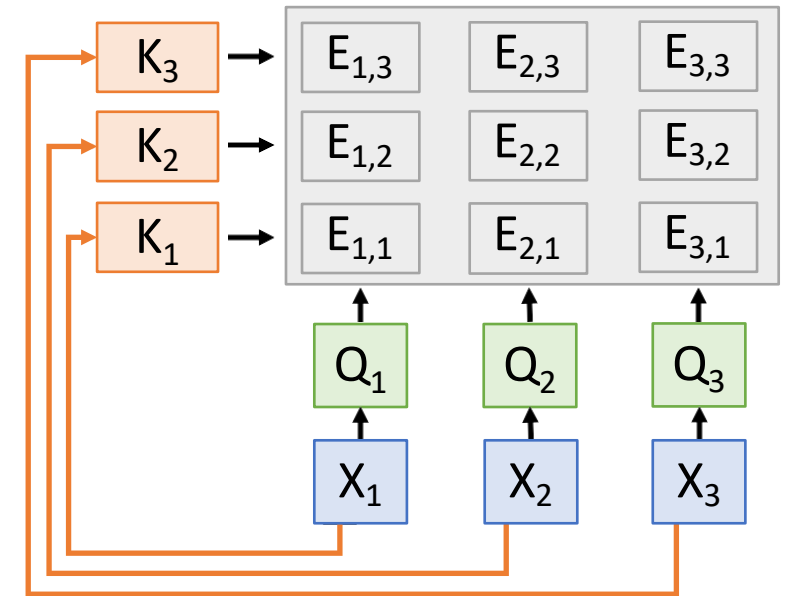 K₃ E₁,₃ E₂,₃ E₃,₃
K₂ E₁,₂ E₂,₂ E₃,₂
K₁ E₁,₁ E₂,₁ E₃,₁
Q₁ Q₂ Q₃
X₁ X₂ X₃